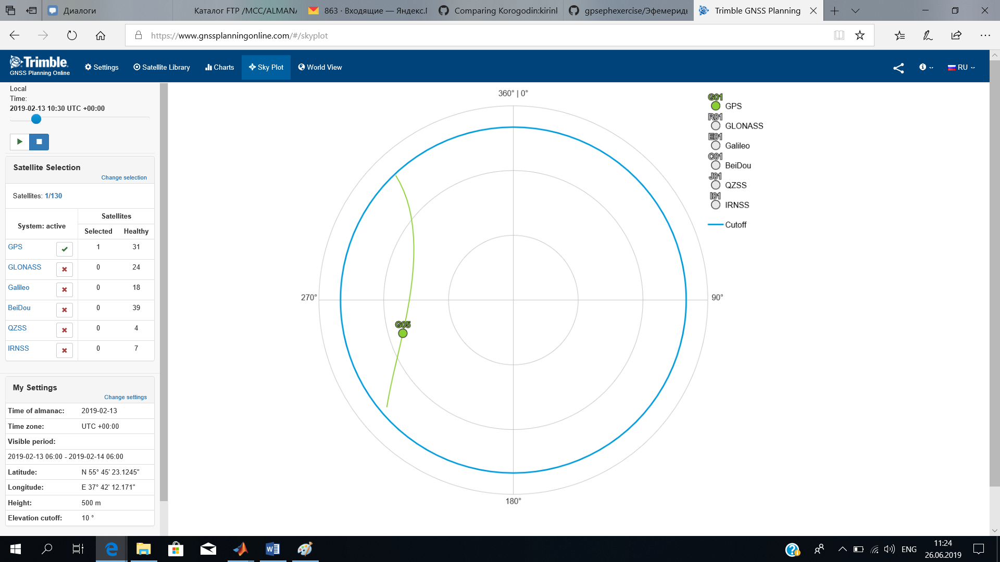 Диалоги
Каталог FTP /MCC/ALMANA
863 · Входящие — Яндекс.П
Comparing Korogodin:kirinl
gpsephexercise/Эфемериды
Trimble GNSS Planning
https://www.gnssplanningonline.com/#/skyplot
Trimble
GNSS Planning Online
Settings
Satellite Library
Charts
Sky Plot
World View
RU
Local
Time:
2019-02-13 10:30 UTC +00:00
Satellite Selection
Change selection
Satellites: 1/130
System: active
Satellites
Selected Healthy
GPS 1 31
GLONASS 0 24
Galileo 0 18
BeiDou 0 39
QZSS 0 4
IRNSS 0 7
My Settings
Change settings
Time of almanac: 2019-02-13
Time zone: UTC +00:00
Visible period:
2019-02-13 06:00 - 2019-02-14 06:00
Latitude: N 55° 45' 23.1245"
Longitude: E 37° 42' 12.171"
Height: 500 m
Elevation cutoff: 10 °
360° | 0°
270°
90°
180°
G05
G01
GPS
R01
GLONASS
E01
Galileo
C01
BeiDou
J01
QZSS
I01
IRNSS
Cutoff
ENG
11:24
26.06.2019